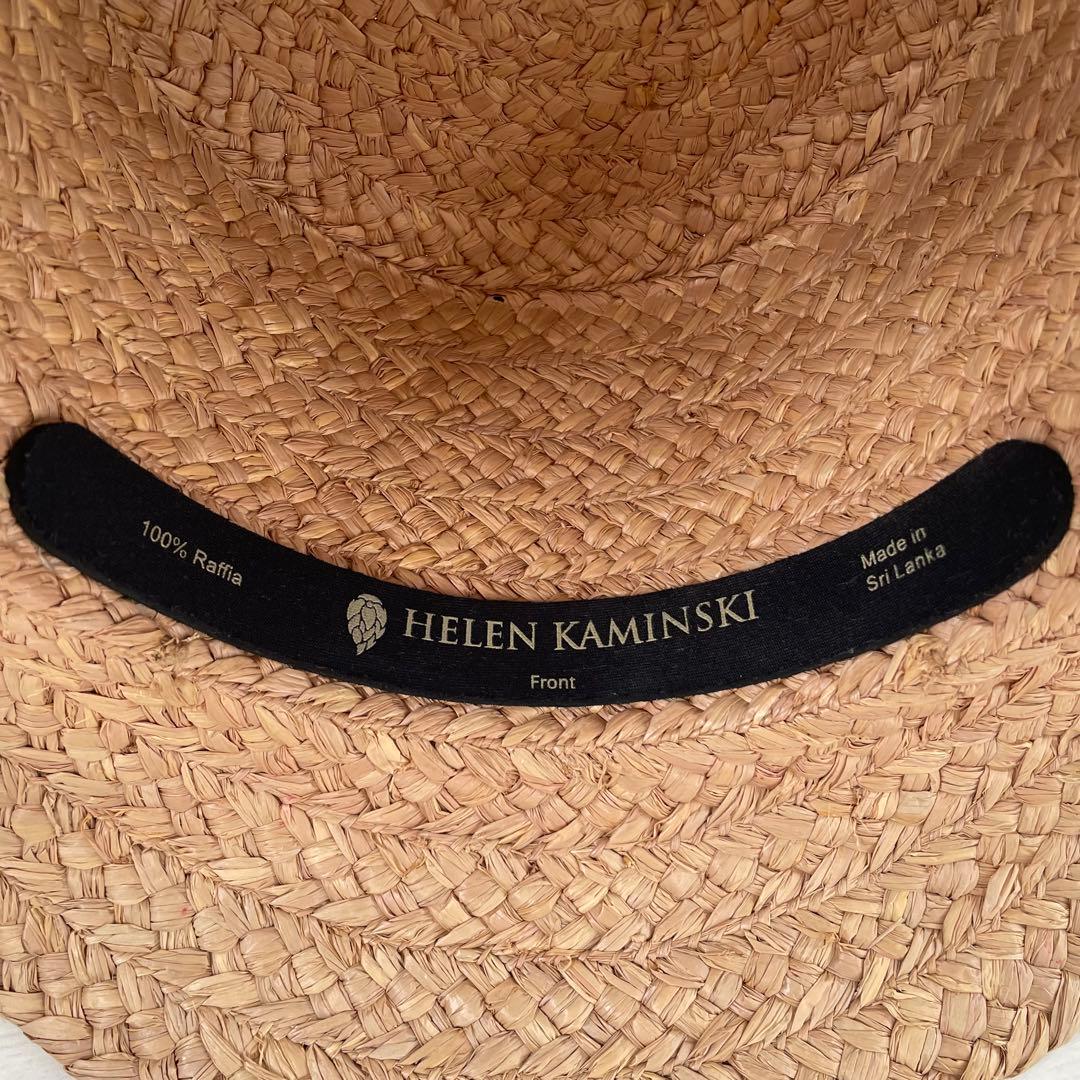 100% Raffia
HELEN KAMINSKI
Front
Made in
Sri Lanka